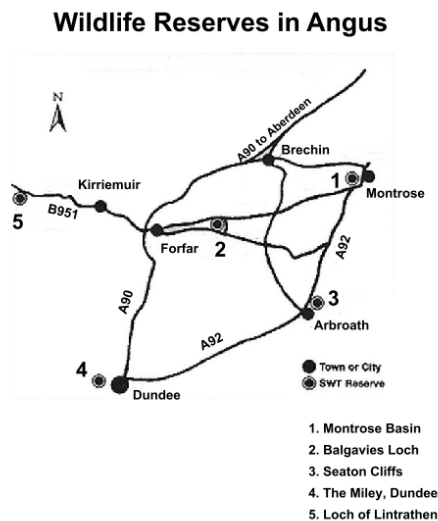 Wildlife Reserves in Angus
N
A90 to Aberdeen
Brechin
1
Montrose
Kirriemuir
B951
5
Forfar
2
A92
A90
3
Arbroath
A92
4
Dundee
Town or City
SWT Reserve
1. Montrose Basin
2. Balgavies Loch
3. Seaton Cliffs
4. The Miley, Dundee
5. Loch of Lintrathen